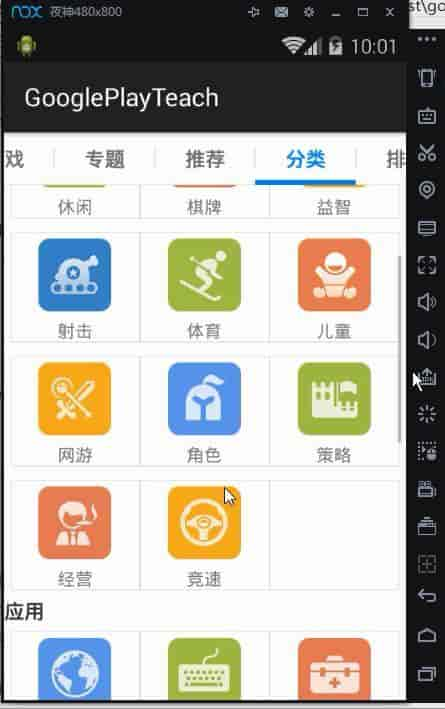 nox 夜神480x800
st\go
10:01
GooglePlayTeach
戏 专题 推荐 分类 排
休闲 棋牌 益智
射击 体育 儿童
网游 角色 策略
经营 竞速
应用